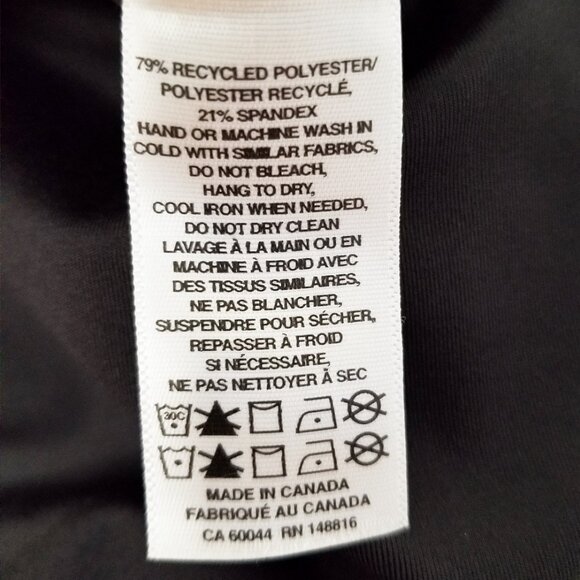 79% RECYCLED POLYESTER/
POLYESTER RECYCLÉ,
21% SPANDEX
HAND OR MACHINE WASH IN
COLD WITH SIMILAR FABRICS,
DO NOT BLEACH,
HANG TO DRY,
COOL IRON WHEN NEEDED,
DO NOT DRY CLEAN
LAVAGE À LA MAIN OU EN
MACHINE À FROID AVEC
DES TISSUS SIMILAIRES,
NE PAS BLANCHER,
SUSPENDRE POUR SÉCHER,
REPASSER À FROID
SI NÉCESSAIRE,
NE PAS NETTOYER À SEC
30C
MADE IN CANADA
FABRIQUÉ AU CANADA
CA 60044 RN 148816